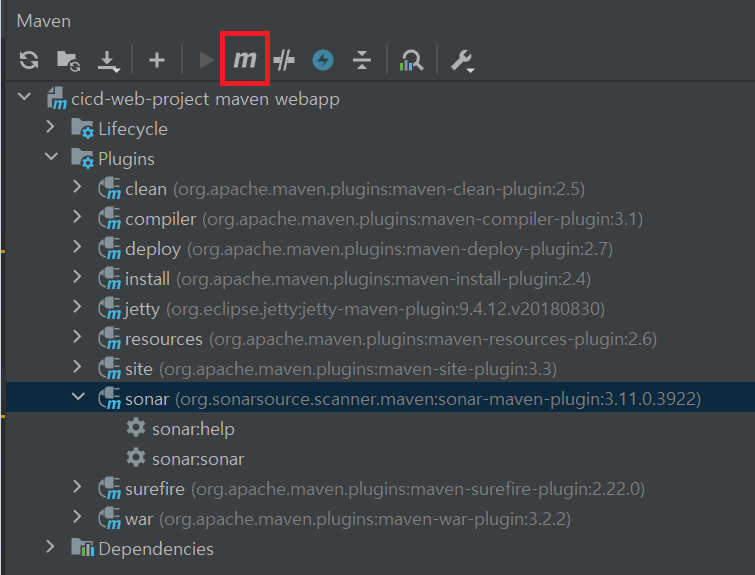 Maven
m
cicd-web-project maven webapp
Lifecycle
Plugins
clean (org.apache.maven.plugins:maven-clean-plugin:2.5)
compiler (org.apache.maven.plugins:maven-compiler-plugin:3.1)
deploy (org.apache.maven.plugins:maven-deploy-plugin:2.7)
install (org.apache.maven.plugins:maven-install-plugin:2.4)
jetty (org.eclipse.jetty:jetty-maven-plugin:9.4.12.v20180830)
resources (org.apache.maven.plugins:maven-resources-plugin:2.6)
site (org.apache.maven.plugins:maven-site-plugin:3.3)
sonar (org.sonarsource.scanner.maven:sonar-maven-plugin:3.11.0.3922)
sonar:help
sonar:sonar
surefire (org.apache.maven.plugins:maven-surefire-plugin:2.22.0)
war (org.apache.maven.plugins:maven-war-plugin:3.2.2)
Dependencies